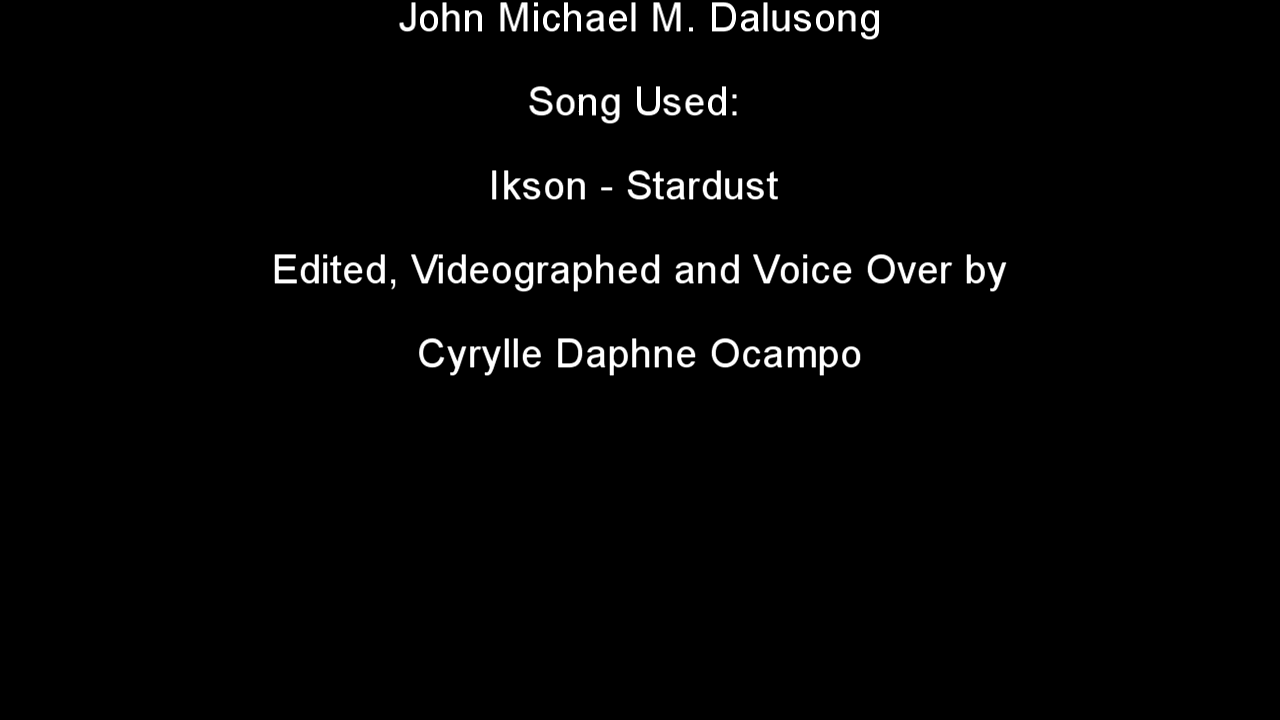 John Michael M. Dalusong
Song Used:
Ikson - Stardust
Edited, Videographed and Voice Over by
Cyrylle Daphne Ocampo